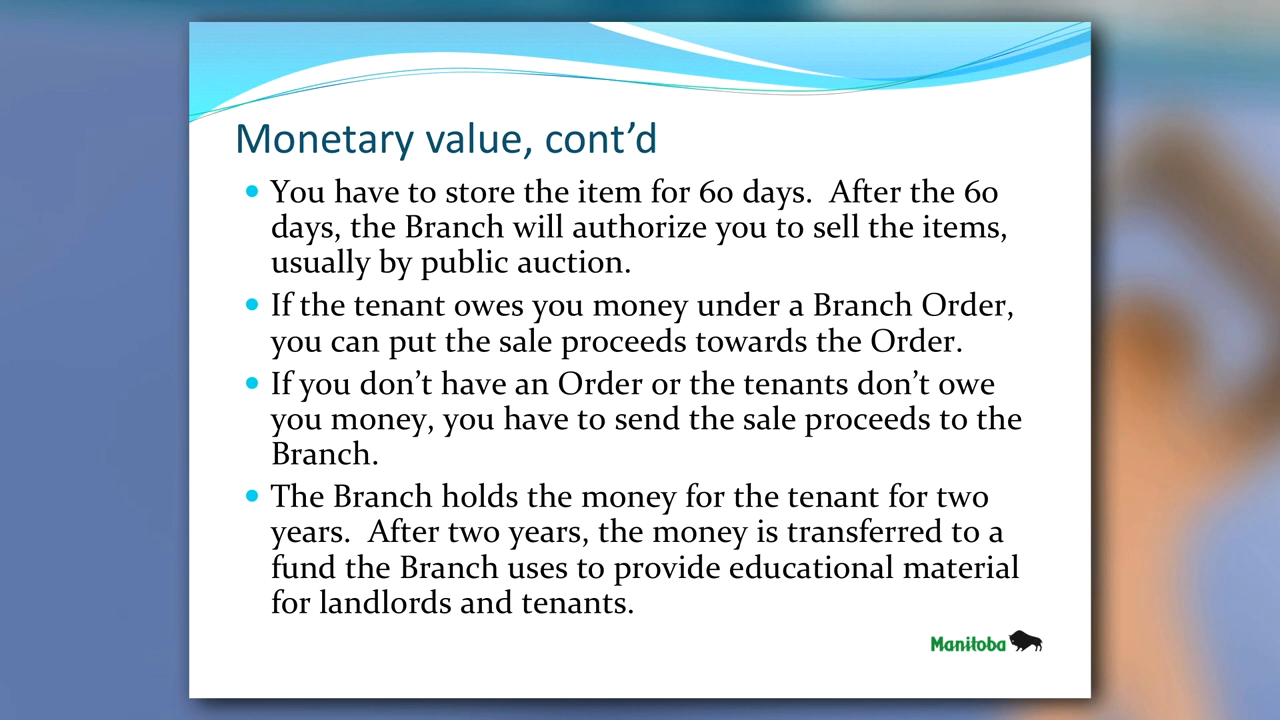 Monetary value, cont’d
You have to store the item for 60 days.  After the 60
days, the Branch will authorize you to sell the items,
usually by public auction.
If the tenant owes you money under a Branch Order,
you can put the sale proceeds towards the Order.
If you don’t have an Order or the tenants don’t owe
you money, you have to send the sale proceeds to the
Branch.
The Branch holds the money for the tenant for two
years.  After two years, the money is transferred to a
fund the Branch uses to provide educational material
for landlords and tenants.
Manitoba